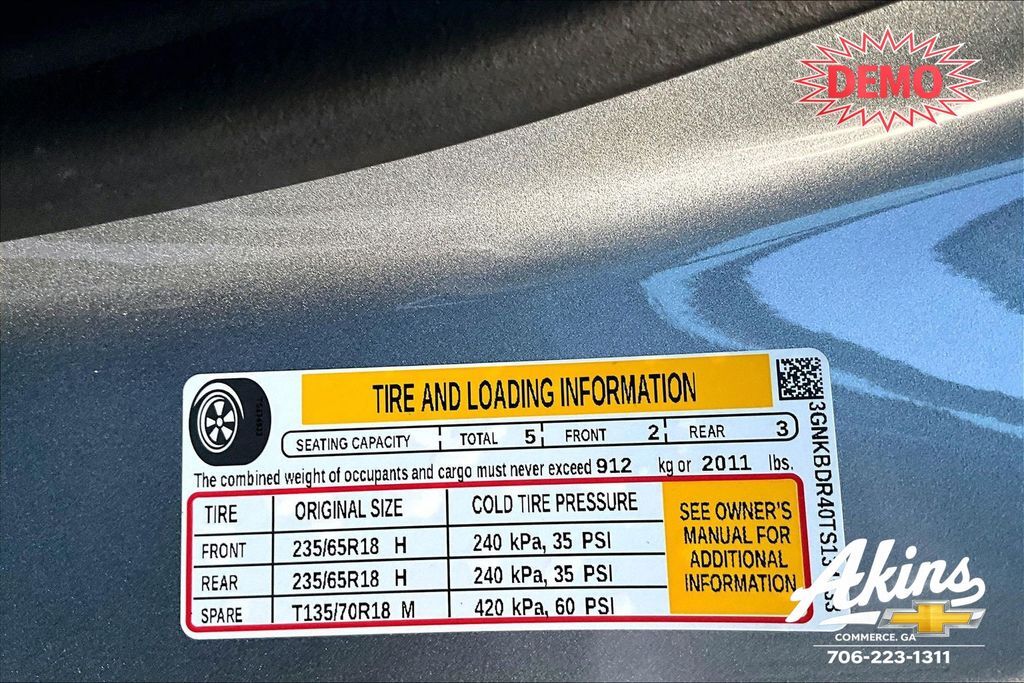 DEMO
TIRE AND LOADING INFORMATION
SEATING CAPACITY TOTAL 5 FRONT 2 REAR 3
The combined weight of occupants and cargo must never exceed 912 kg or 2011 lbs.
TIRE ORIGINAL SIZE COLD TIRE PRESSURE
FRONT 235/65R18 H 240 kPa, 35 PSI
REAR 235/65R18 H 240 kPa, 35 PSI
SPARE T135/70R18 M 420 kPa, 60 PSI
SEE OWNER'S
MANUAL FOR
ADDITIONAL
INFORMATION
Akins
COMMERCE, GA
706-223-1311